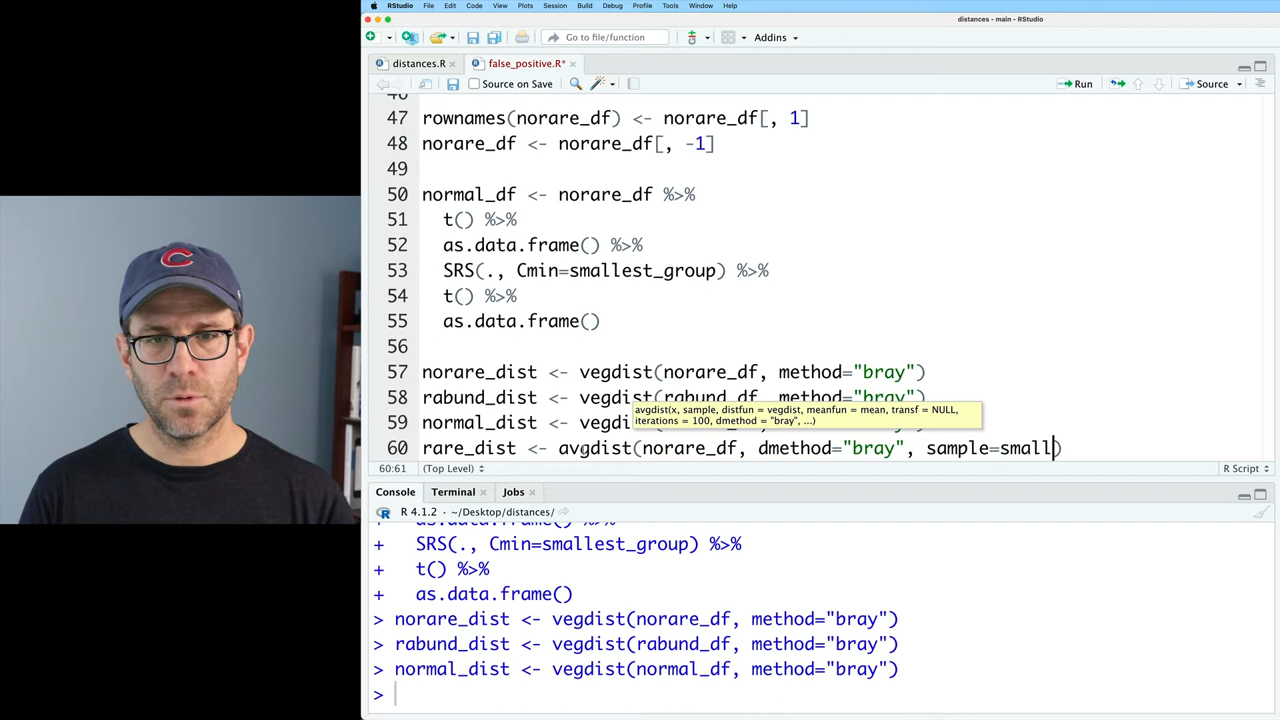 RStudio File Edit Code View Plots Session Build Debug Profile Tools Window Help
distances - main - RStudio
Go to file/function Addins
distances.R false_positive.R*
Source on Save Run Source
46
47 rownames(norare_df) <- norare_df[, 1]
48 norare_df <- norare_df[, -1]
49
50 normal_df <- norare_df %>%
51 t() %>%
52 as.data.frame() %>%
53 SRS(., Cmin=smallest_group) %>%
54 t() %>%
55 as.data.frame()
56
57 norare_dist <- vegdist(norare_df, method="bray")
58 rabund_dist <- vegdist(rabund_df, method="bray")
avgdist(x, sample, distfun = vegdist, meanfun = mean, transf = NULL,
iterations = 100, dmethod = "bray", ...)
59 normal_dist <- vegdi
60 rare_dist <- avgdist(norare_df, dmethod="bray", sample=small)
60:61 (Top Level) R Script
Console Terminal Jobs
R 4.1.2 · ~/Desktop/distances/
+ as.data.frame() %>%
+ SRS(., Cmin=smallest_group) %>%
+ t() %>%
+ as.data.frame()
> norare_dist <- vegdist(norare_df, method="bray")
> rabund_dist <- vegdist(rabund_df, method="bray")
> normal_dist <- vegdist(normal_df, method="bray")
>
C